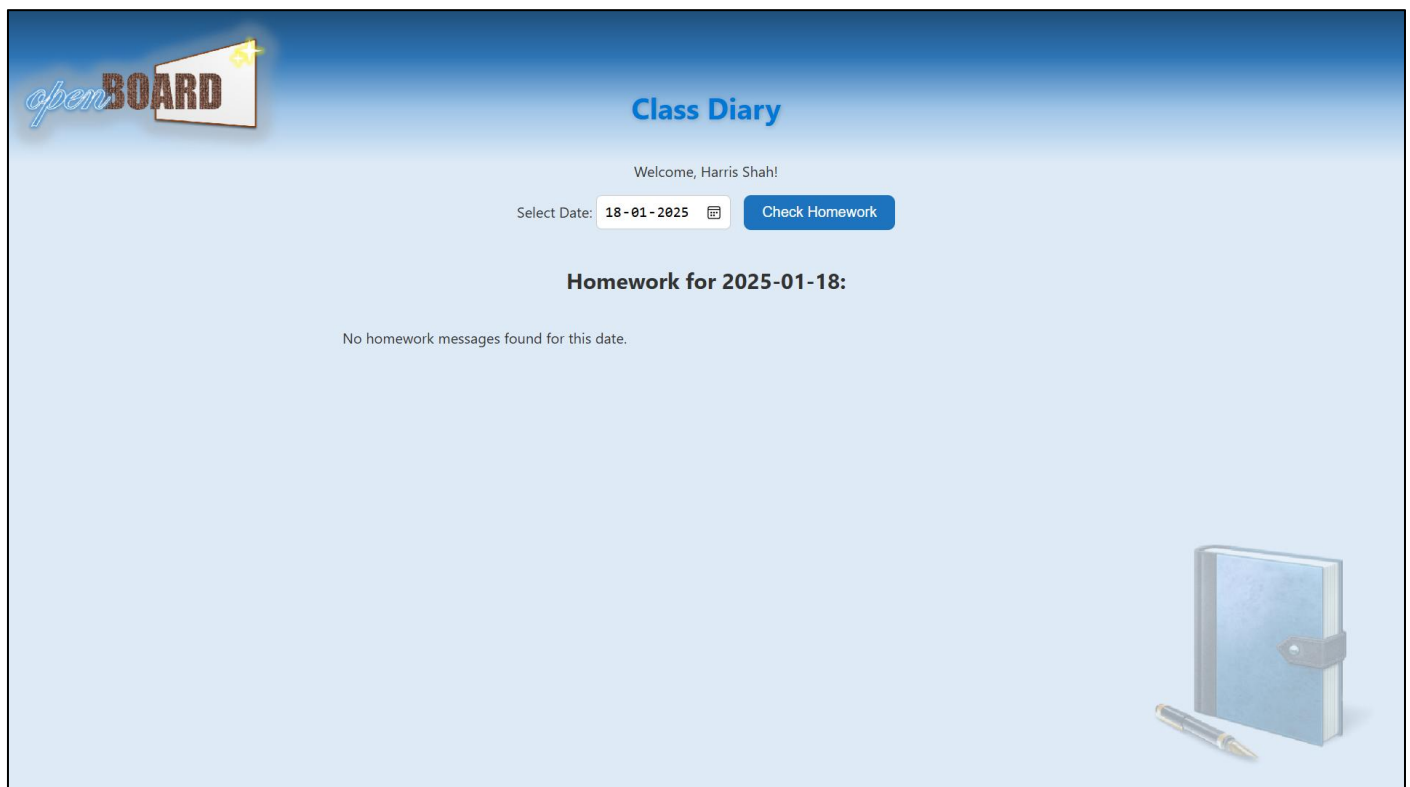 openBOARD
Class Diary
Welcome, Harris Shah!
Select Date: 18-01-2025 Check Homework
Homework for 2025-01-18:
No homework messages found for this date.